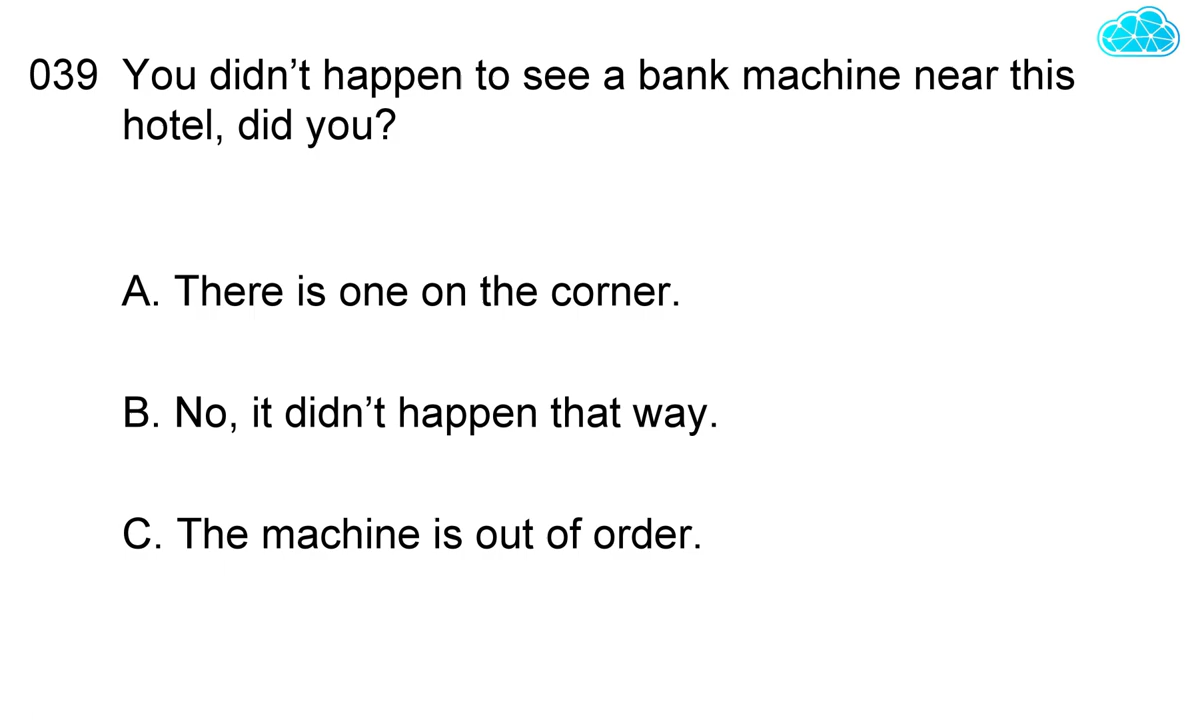 039 You didn’t happen to see a bank machine near this
hotel, did you?
A. There is one on the corner.
B. No, it didn’t happen that way.
C. The machine is out of order.